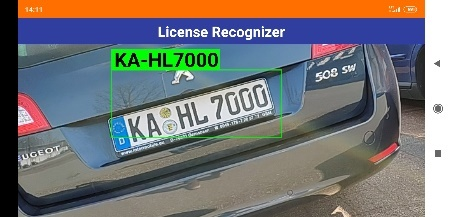 14:11
License Recognizer
KA-HL7000
508 SW
KA HL 7000
D
PEUGEOT